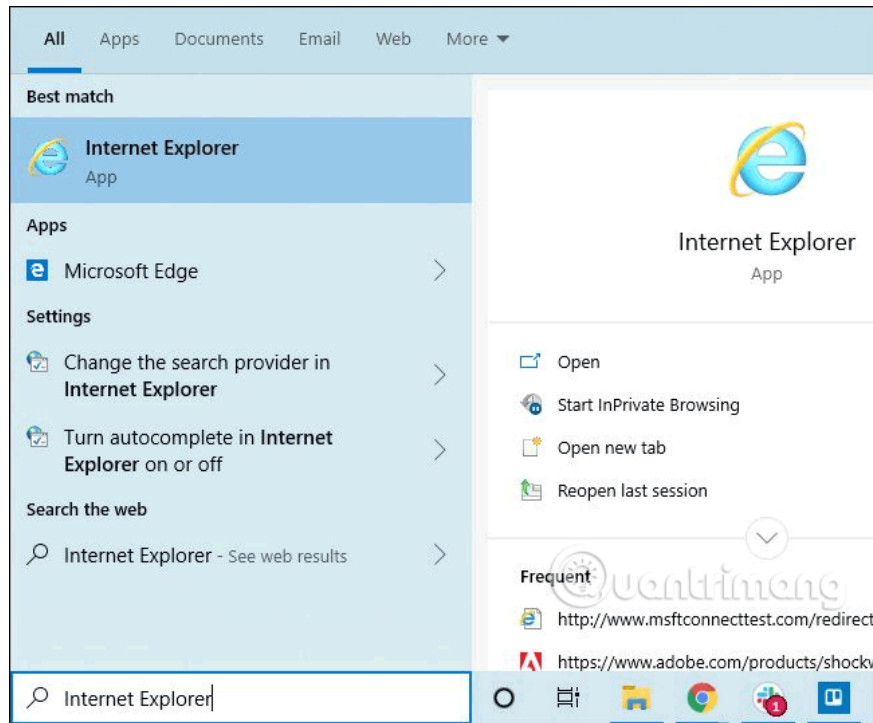 All Apps Documents Email Web More
Best match
Internet Explorer
App
Apps
Microsoft Edge
Settings
Change the search provider in
Internet Explorer
Turn autocomplete in Internet
Explorer on or off
Search the web
Internet Explorer - See web results
Internet Explorer
Internet Explorer
App
Open
Start InPrivate Browsing
Open new tab
Reopen last session
Frequent
Quantrimang
http://www.msftconnecttest.com/redirect
https://www.adobe.com/products/shockw
1